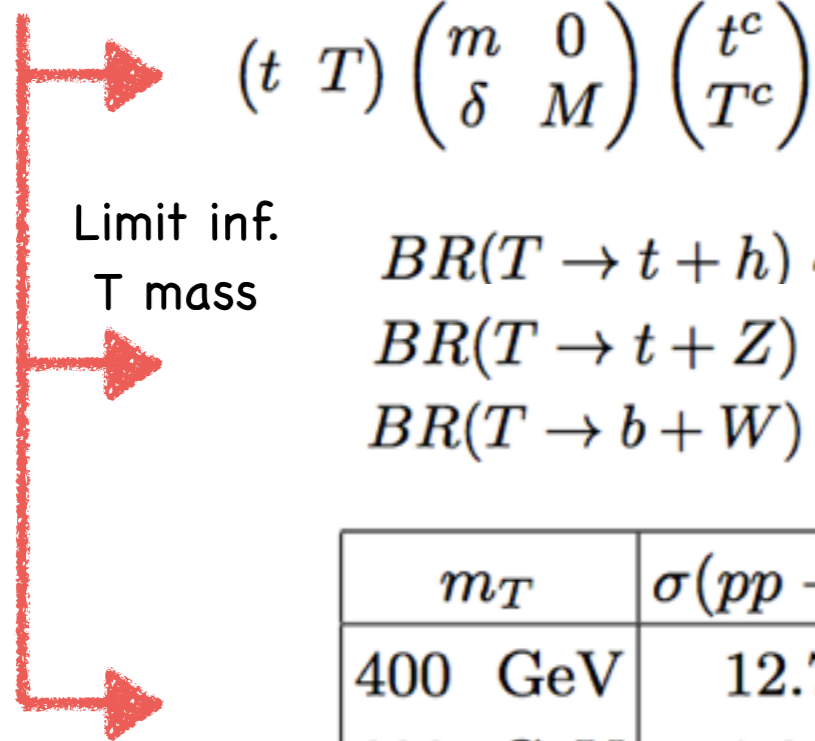 (t T) (m 0 δ M) (t^c T^c)
Limit inf.
T mass
BR(T → t + h)
BR(T → t + Z)
BR(T → b + W)
m_T σ(pp
400 GeV 12.